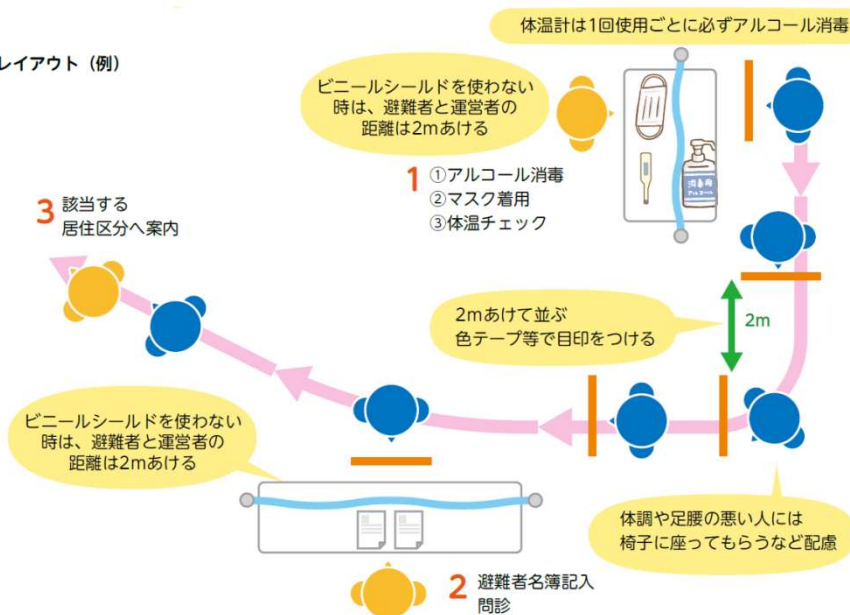 体温計は1回使用ごとに必ずアルコール消毒
レイアウト（例）
ビニールシールドを使わない
時は、避難者と運営者の
距離は2mあける
消毒用
アルコール
1
①アルコール消毒
②マスク着用
③体温チェック
3 該当する
居住区分へ案内
2mあけて並ぶ
色テープ等で目印をつける
2m
ビニールシールドを使わない
時は、避難者と運営者の
距離は2mあける
体調や足腰の悪い人には
椅子に座ってもらうなど配慮
2 避難者名簿記入
問診